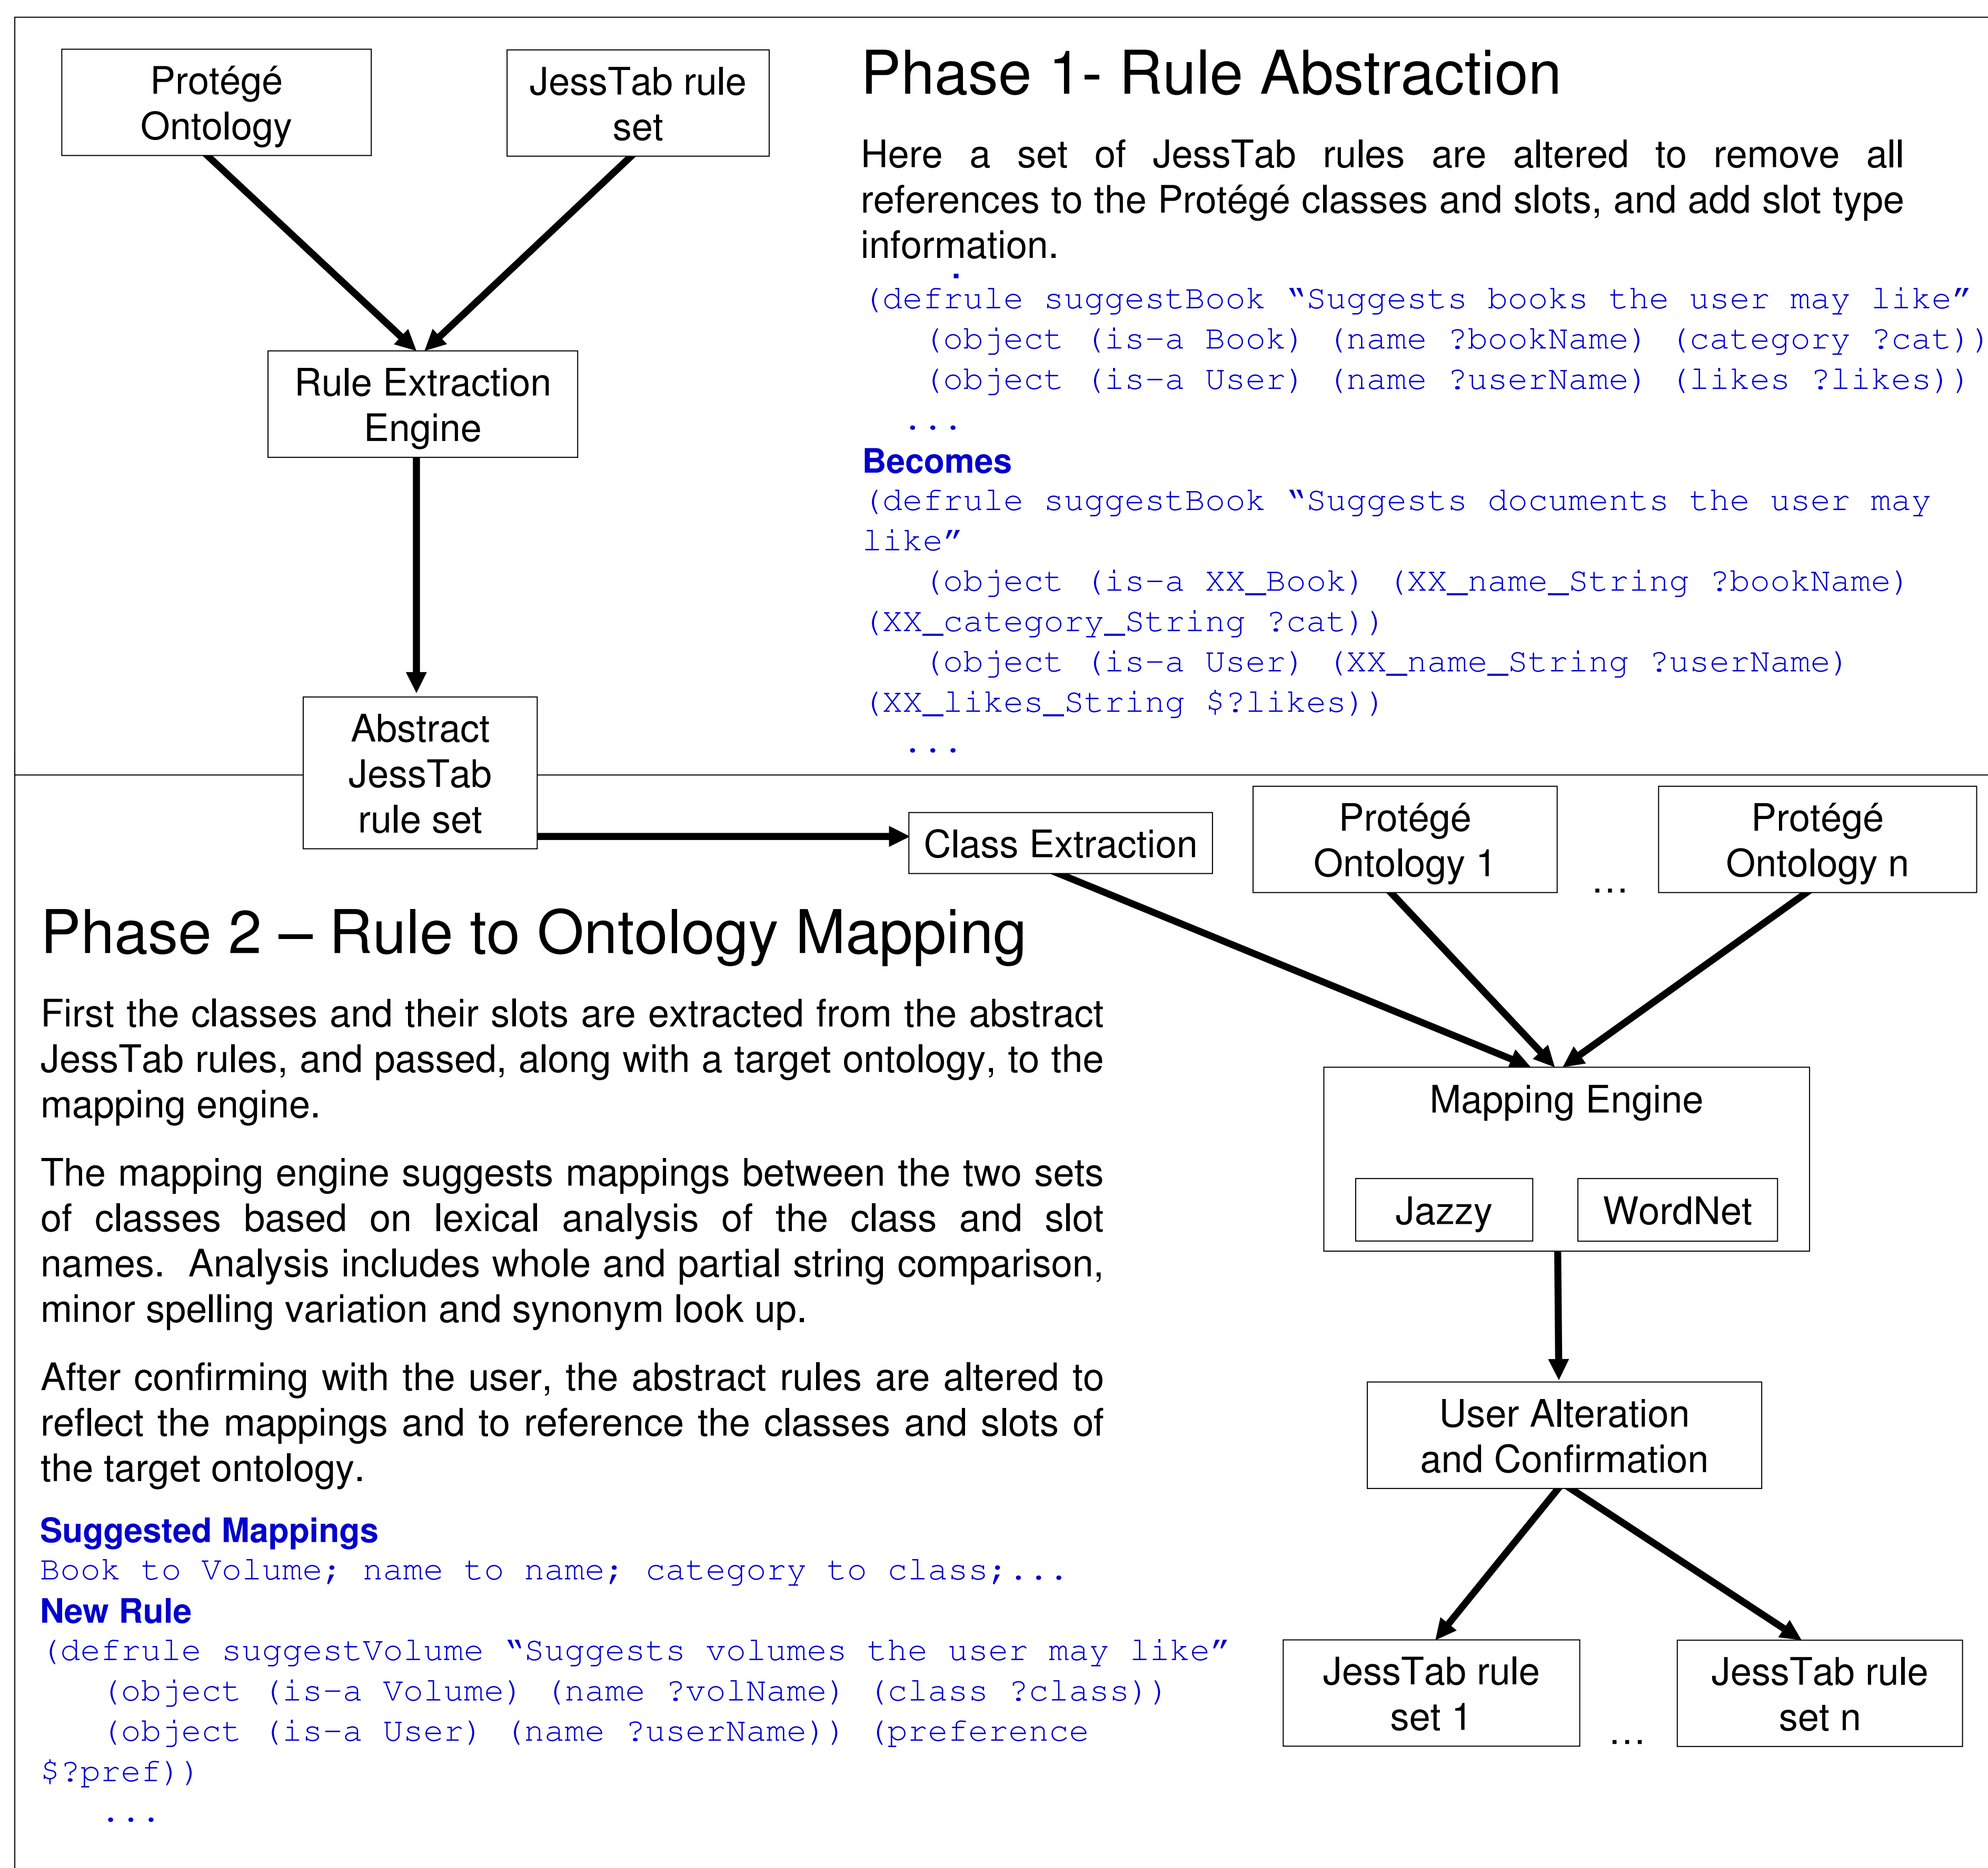 Protégé
Ontology
JessTab rule
set
Rule Extraction
Engine
Abstract
JessTab
rule set
Phase 1- Rule Abstraction
Here a set of JessTab rules are altered to remove all
references to the Protégé classes and slots, and add slot type
information.
.
(defrule suggestBook “Suggests books the user may like”
(object (is-a Book) (name ?bookName) (category ?cat))
(object (is-a User) (name ?userName) (likes ?likes))
...
Becomes
(defrule suggestBook “Suggests documents the user may
like”
(object (is-a XX_Book) (XX_name_String ?bookName)
(XX_category_String ?cat))
(object (is-a User) (XX_name_String ?userName)
(XX_likes_String $?likes))
...
Class Extraction
Protégé
Ontology 1
...
Protégé
Ontology n
Phase 2 – Rule to Ontology Mapping
First the classes and their slots are extracted from the abstract
JessTab rules, and passed, along with a target ontology, to the
mapping engine.
The mapping engine suggests mappings between the two sets
of classes based on lexical analysis of the class and slot
names. Analysis includes whole and partial string comparison,
minor spelling variation and synonym look up.
After confirming with the user, the abstract rules are altered to
reflect the mappings and to reference the classes and slots of
the target ontology.
Suggested Mappings
Book to Volume; name to name; category to class;...
New Rule
(defrule suggestVolume “Suggests volumes the user may like”
(object (is-a Volume) (name ?volName) (class ?class))
(object (is-a User) (name ?userName)) (preference
$?pref))
...
Mapping Engine
Jazzy
WordNet
User Alteration
and Confirmation
JessTab rule
set 1
...
JessTab rule
set n